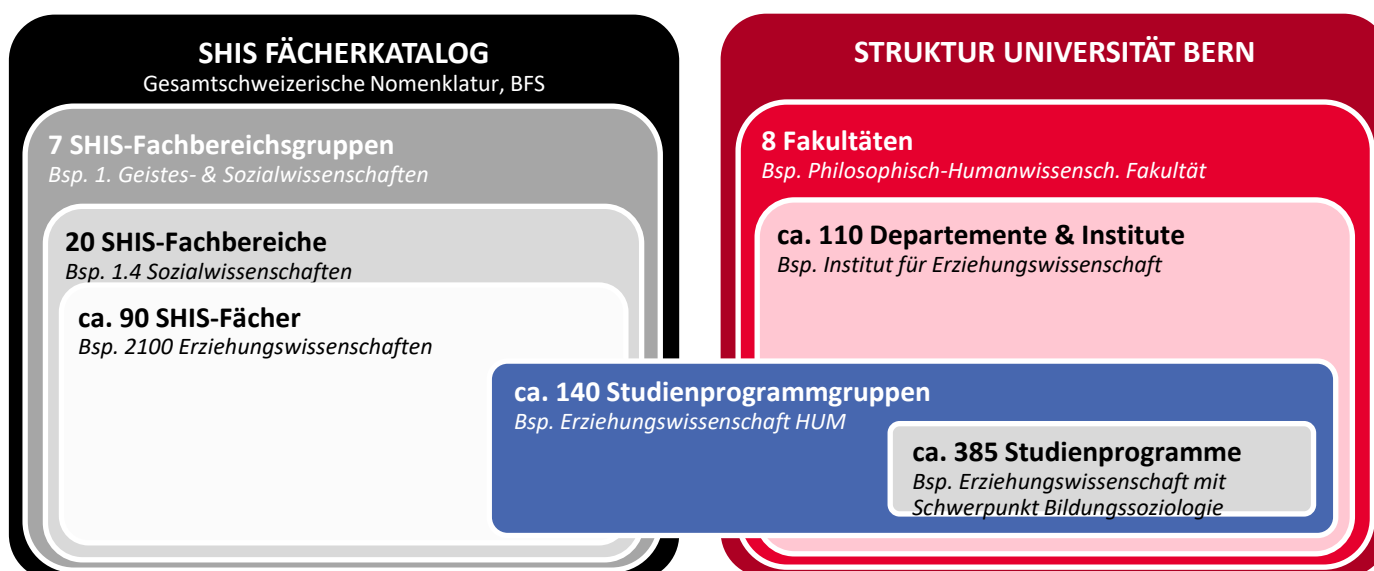 SHIS FÄCHERKATALOG
Gesamtschweizerische Nomenklatur, BFS
7 SHIS-Fachbereichsgruppen
Bsp. 1. Geistes- & Sozialwissenschaften
20 SHIS-Fachbereiche
Bsp. 1.4 Sozialwissenschaften
ca. 90 SHIS-Fächer
Bsp. 2100 Erziehungswissenschaften
STRUKTUR UNIVERSITÄT BERN
8 Fakultäten
Bsp. Philosophisch-Humanwissensch. Fakultät
ca. 110 Departemente & Institute
Bsp. Institut für Erziehungswissenschaft
ca. 140 Studienprogrammgruppen
Bsp. Erziehungswissenschaft HUM
ca. 385 Studienprogramme
Bsp. Erziehungswissenschaft mit
Schwerpunkt Bildungssoziologie